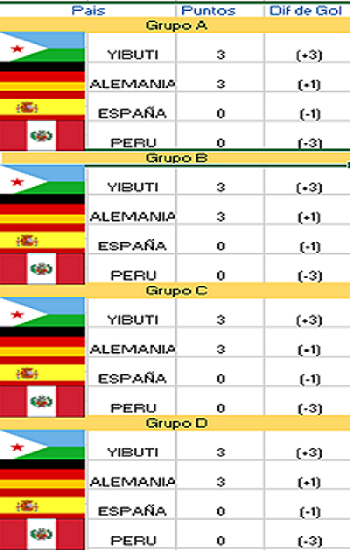 Pais Puntos Dif de Gol
Grupo A
YIBUTI 3 (+3)
ALEMANIA 3 (+1)
ESPAÑA 0 (-1)
PERU 0 (-3)
Grupo B
YIBUTI 3 (+3)
ALEMANIA 3 (+1)
ESPAÑA 0 (-1)
PERU 0 (-3)
Grupo C
YIBUTI 3 (+3)
ALEMANIA 3 (+1)
ESPAÑA 0 (-1)
PERU 0 (-3)
Grupo D
YIBUTI 3 (+3)
ALEMANIA 3 (+1)
ESPAÑA 0 (-1)
PERU 0 (-3)